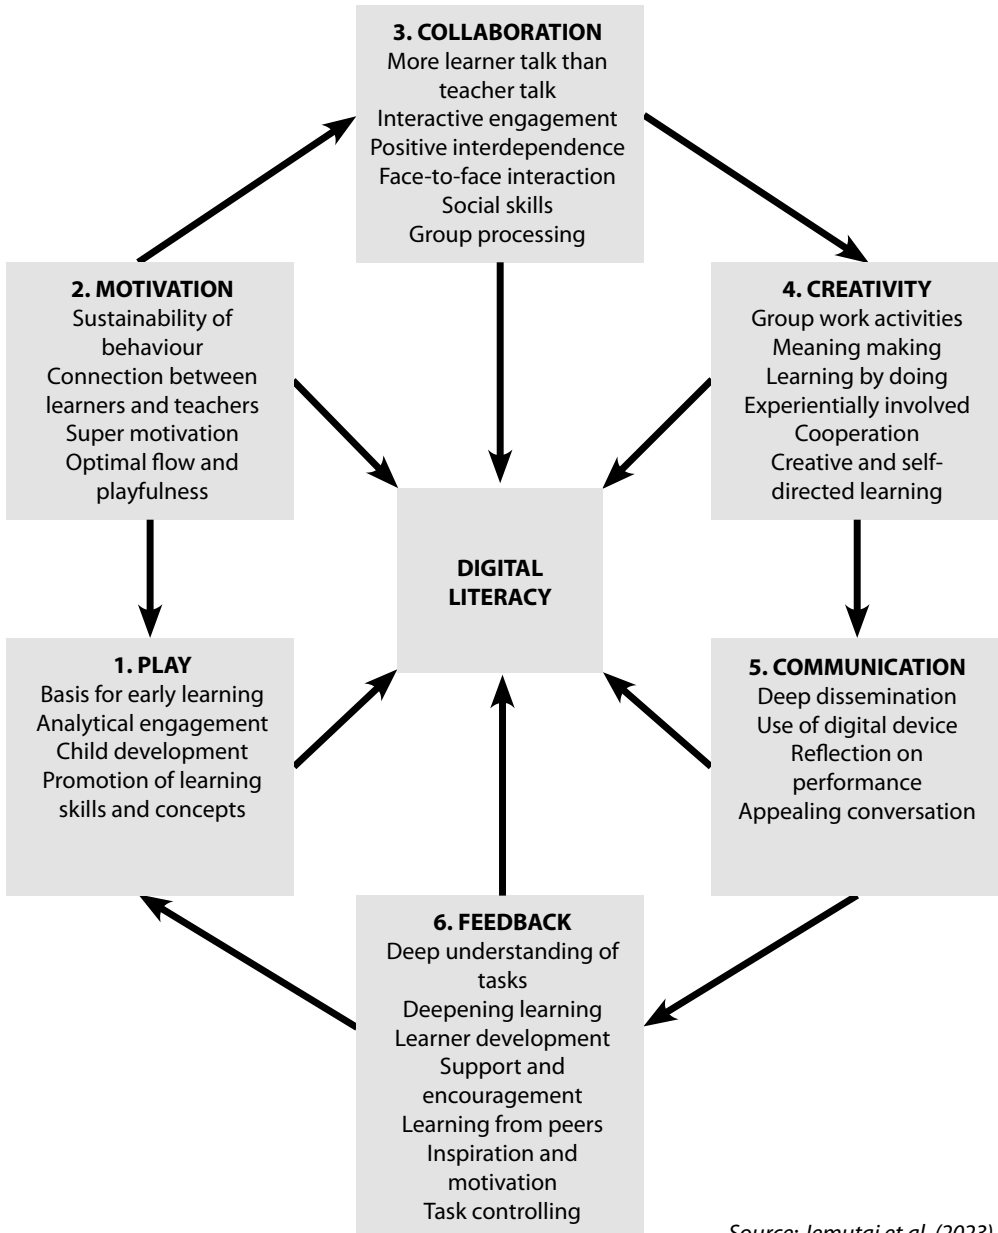 3. COLLABORATION
More learner talk than
teacher talk
Interactive engagement
Positive interdependence
Face-to-face interaction
Social skills
Group processing
2. MOTIVATION
Sustainability of
behaviour
Connection between
learners and teachers
Super motivation
Optimal flow and
playfulness
4. CREATIVITY
Group work activities
Meaning making
Learning by doing
Experientially involved
Cooperation
Creative and self-
directed learning
DIGITAL
LITERACY
1. PLAY
Basis for early learning
Analytical engagement
Child development
Promotion of learning
skills and concepts
5. COMMUNICATION
Deep dissemination
Use of digital device
Reflection on
performance
Appealing conversation
6. FEEDBACK
Deep understanding of
tasks
Deepening learning
Learner development
Support and
encouragement
Learning from peers
Inspiration and
motivation
Task controlling
Source: Jemutai et al. (2023)